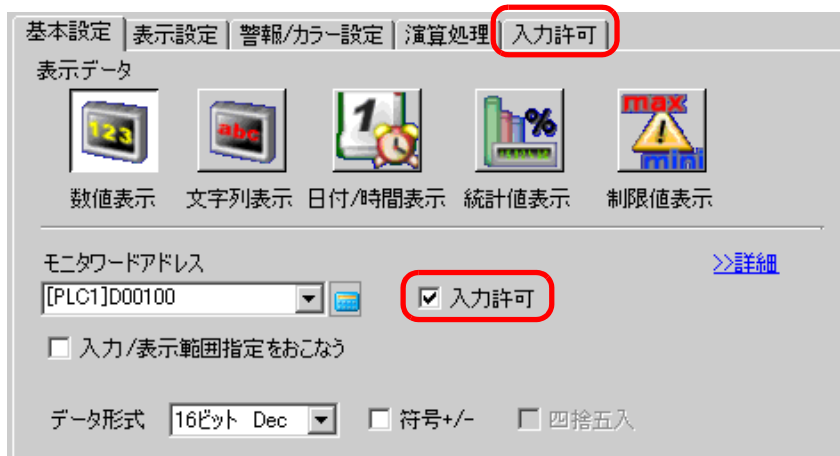 基本設定 表示設定 警報/カラー設定 演算処理 入力許可
表示データ
123 abc 1 % max mini
数値表示 文字列表示 日付/時間表示 統計値表示 制限値表示
モニタワードアドレス >>詳細
[PLC1]D00100 入力許可
入力/表示範囲指定をおこなう
データ形式 16ビット Dec 符号+/- 四捨五入